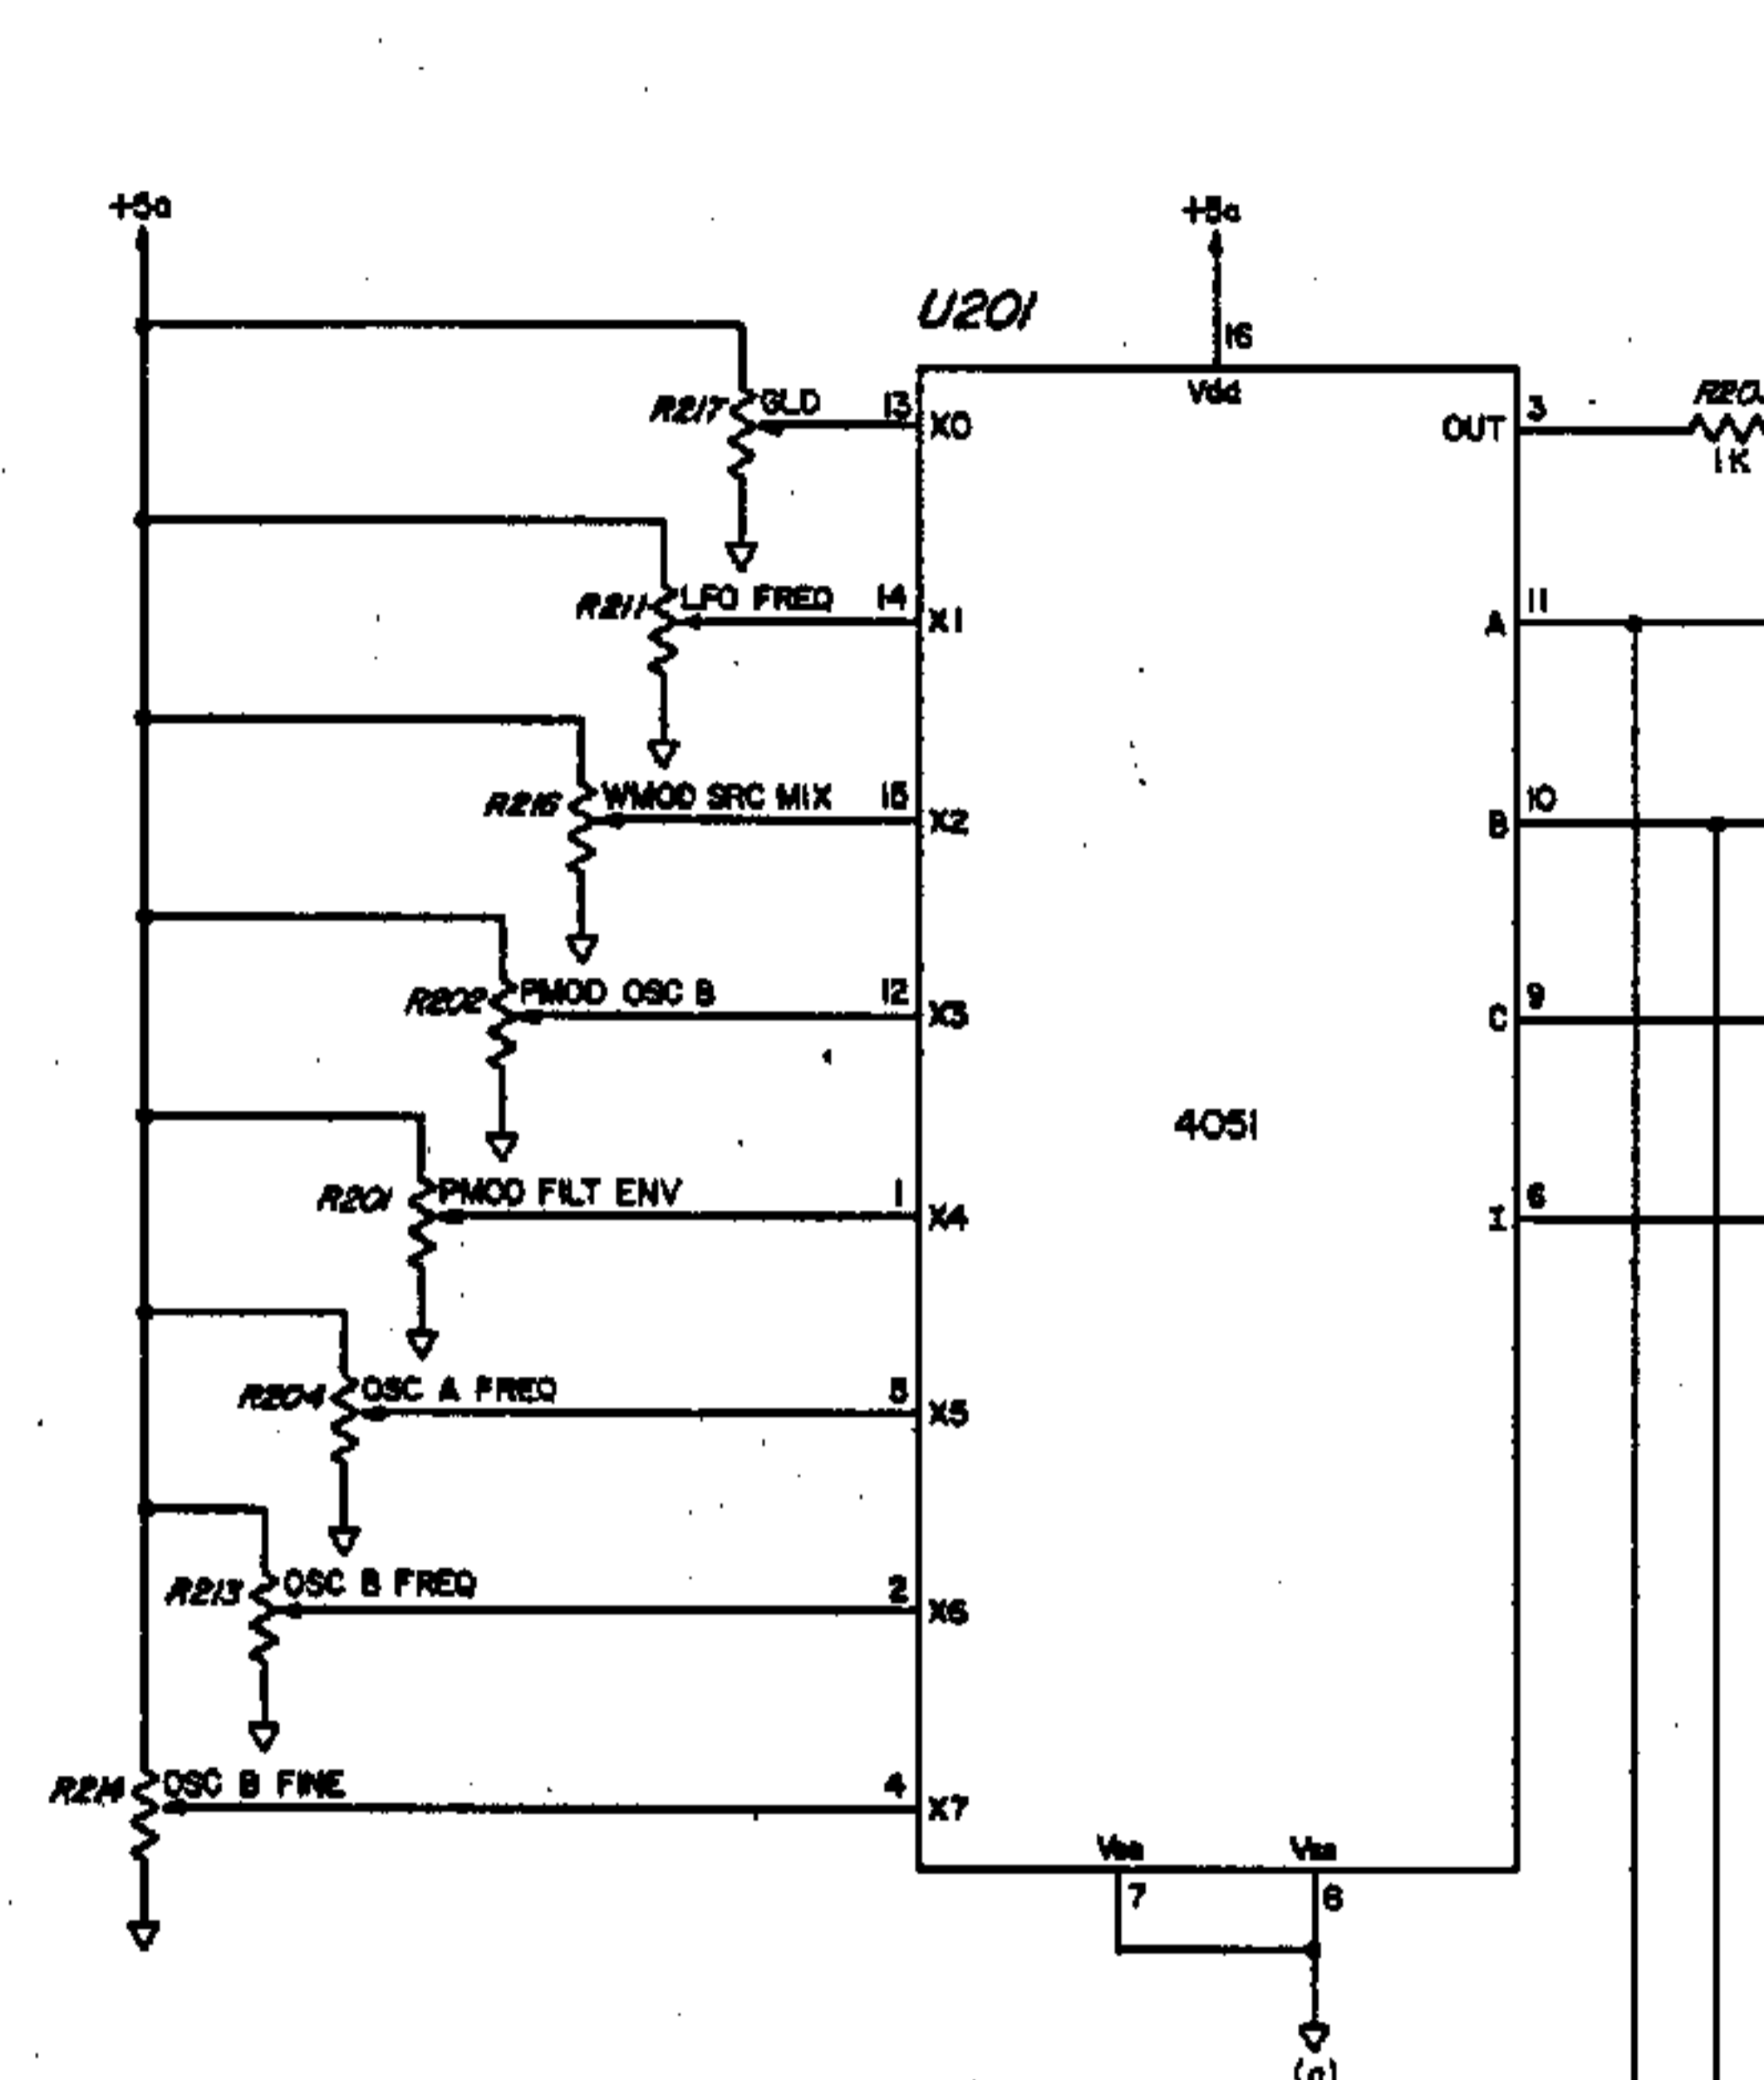 +5a
+5a
U201
16
Vdd
R217 GLD 13 X0
OUT 3
1K
R211 LFO FREQ 14 X1
A 11
WMOD SRC MIX 15 X2
B 10
R202 PMOD OSC B 12 X3
C 9
4051
R201 PMOD FILT ENV 1 X4
I 6
R204 OSC A FREQ 5 X5
R213 OSC B FREQ 2 X6
R214 OSC B FINE 4 X7
7
8
(a)